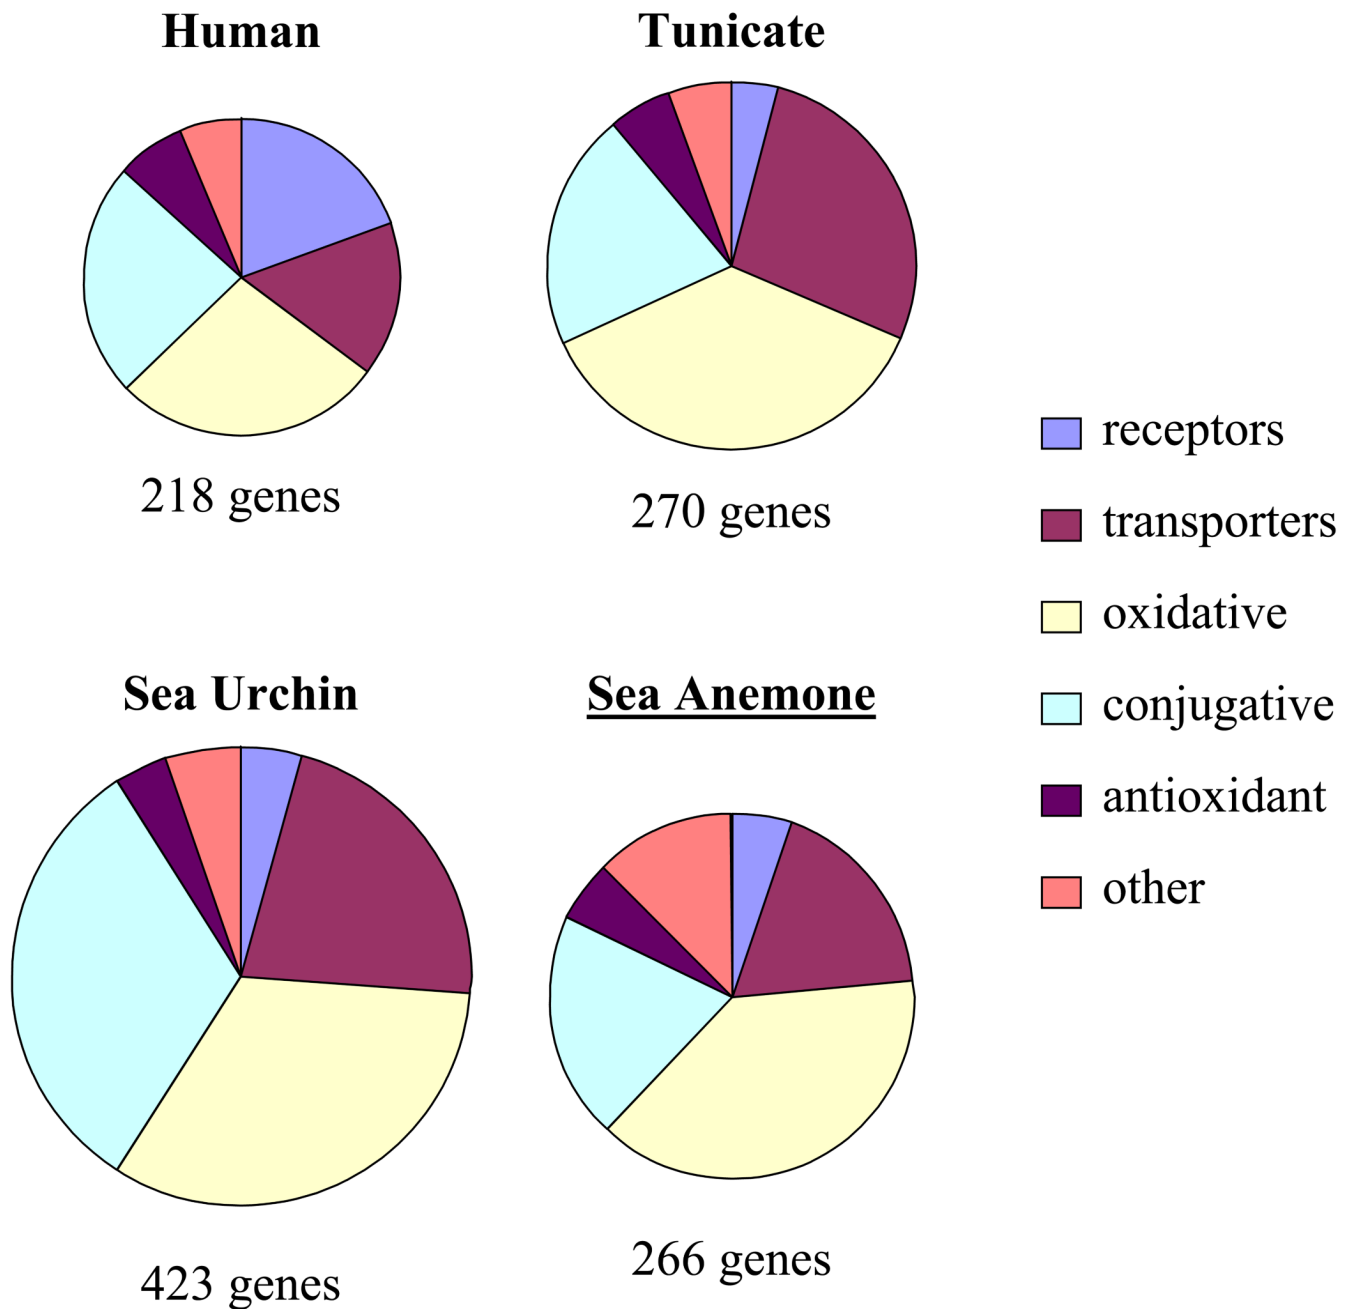 Human
Tunicate
218 genes
270 genes
receptors
transporters
oxidative
conjugative
antioxidant
other
Sea Urchin
Sea Anemone
423 genes
266 genes